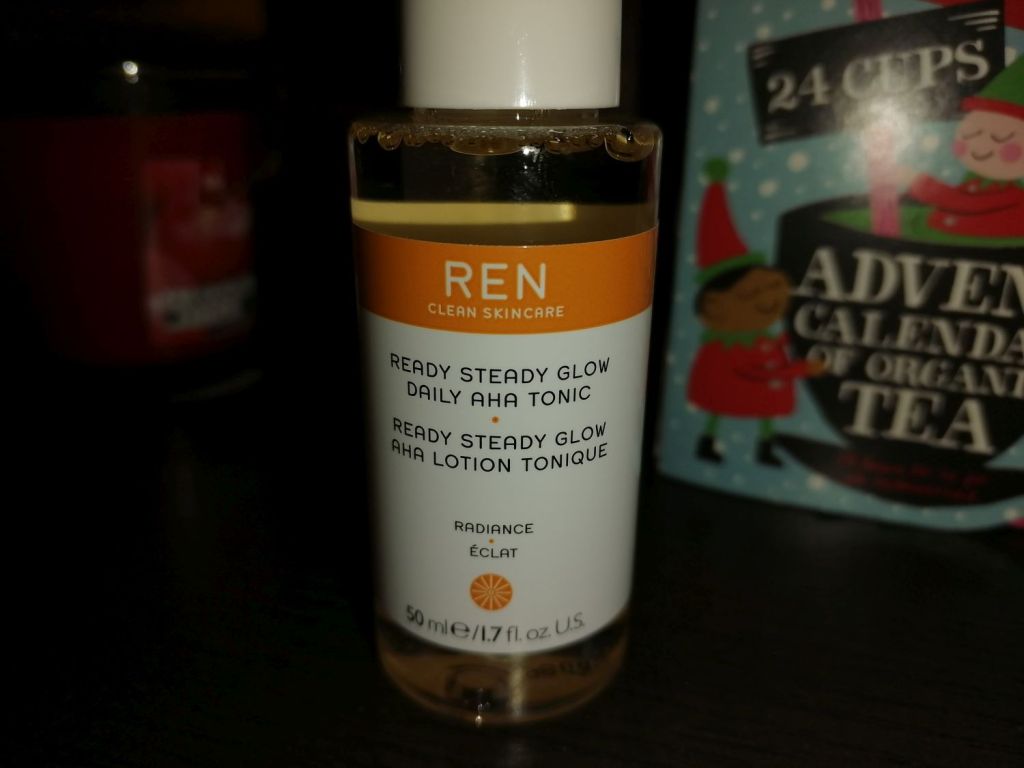 REN
CLEAN SKINCARE
READY STEADY GLOW
DAILY AHA TONIC
READY STEADY GLOW
AHA LOTION TONIQUE
RADIANCE
ÉCLAT
50 ml ℮/1.7 fl. oz. U.S.
24 CUPS
ADVEN
CALENDA
OF ORGANI
TEA